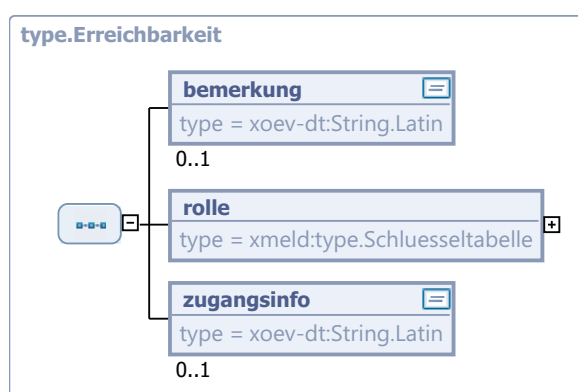 type.Erreichbarkeit
bemerkung
type = xoev-dt:String.Latin
0..1
rolle
type = xmeld:type.Schluesseltabelle
zugangsinfo
type = xoev-dt:String.Latin
0..1